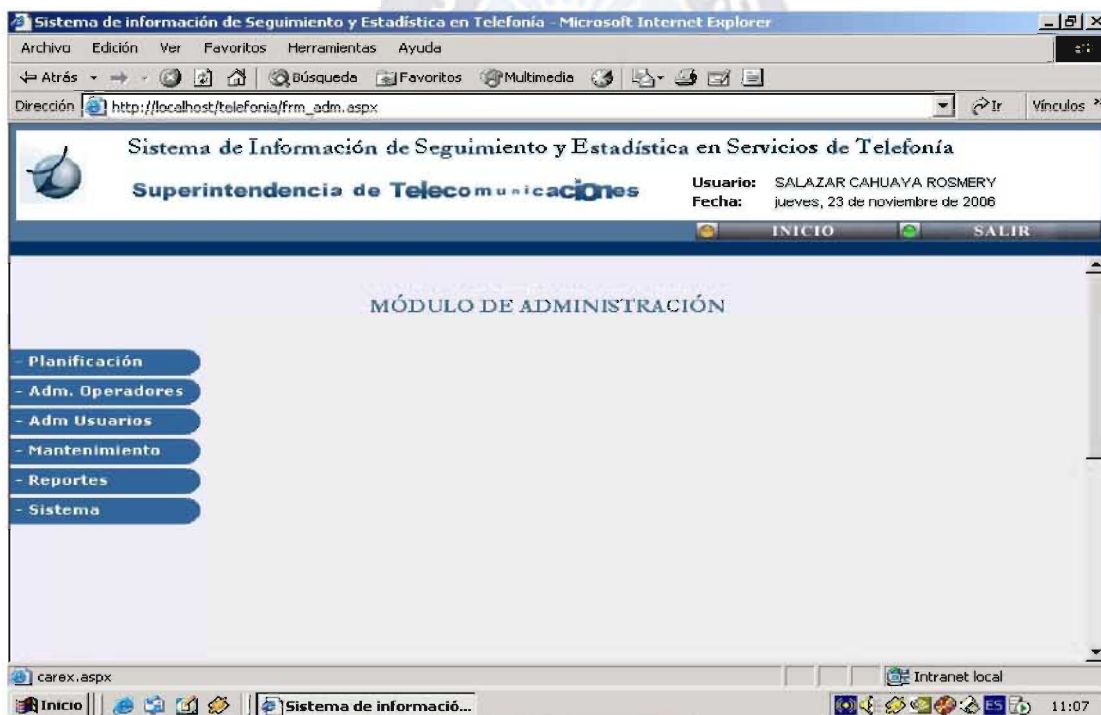 Sistema de información de Seguimiento y Estadística en Telefonía - Microsoft Internet Explorer
Archivo Edición Ver Favoritos Herramientas Ayuda
Atrás Búsqueda Favoritos Multimedia
Dirección http://localhost/telefonia/frm_adm.aspx Ir Vínculos »
Sistema de Información de Seguimiento y Estadística en Servicios de Telefonía
Superintendencia de Telecomunicaciones
Usuario: SALAZAR CAHUAYA ROSMERY
Fecha: jueves, 23 de noviembre de 2006
INICIO SALIR
MÓDULO DE ADMINISTRACIÓN
- Planificación
- Adm. Operadores
- Adm Usuarios
- Mantenimiento
- Reportes
- Sistema
carex.aspx Intranet local
Inicio Sistema de informació... ES 11:07